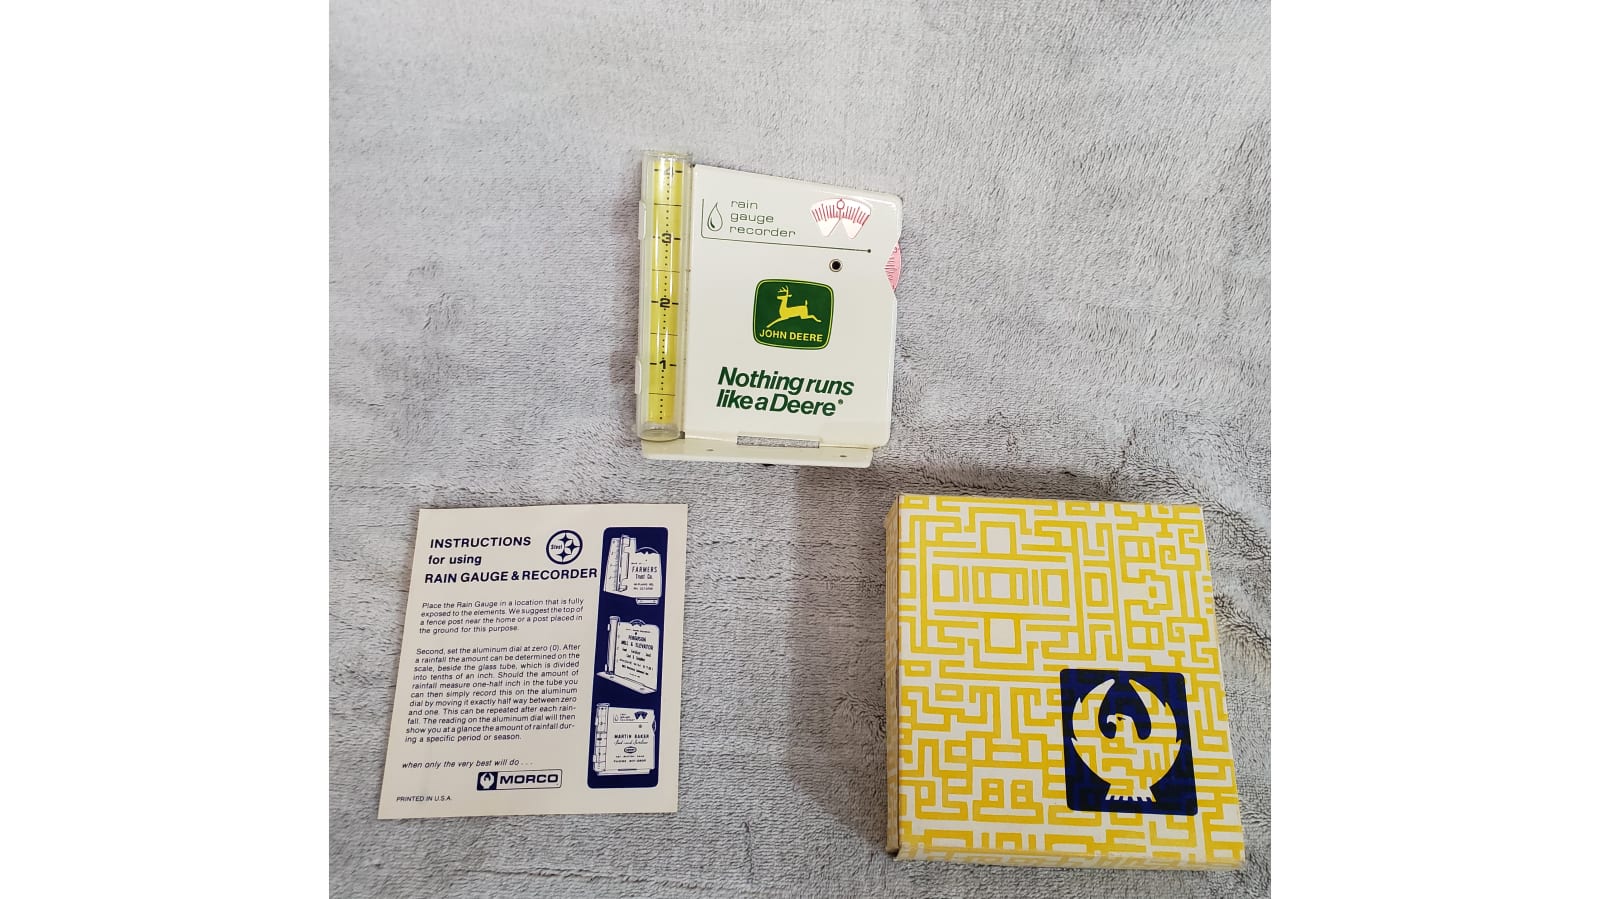 4
3
2
1
rain
gauge
recorder
JOHN DEERE
Nothing runs
like a Deere®
INSTRUCTIONS
for using
RAIN GAUGE & RECORDER
Steel
Place the Rain Gauge in a location that is fully
exposed to the elements. We suggest the top of
a fence post near the home or a post placed in
the ground for this purpose.
Second, set the aluminum dial at zero (0). After
a rainfall the amount can be determined on the
scale, beside the glass tube, which is divided
into tenths of an inch. Should the amount of
rainfall measure one-half inch in the tube you
can then simply record this on the aluminum
dial by moving it exactly half way between zero
and one. This can be repeated after each rain-
fall. The reading on the aluminum dial will then
show you at a glance the amount of rainfall dur-
ing a specific period or season.
when only the very best will do . . .
MORCO
PRINTED IN U.S.A.
FARMERS
Trust Co.
FERGUSON
MILL & ELEVATOR
MARTIN BAKER